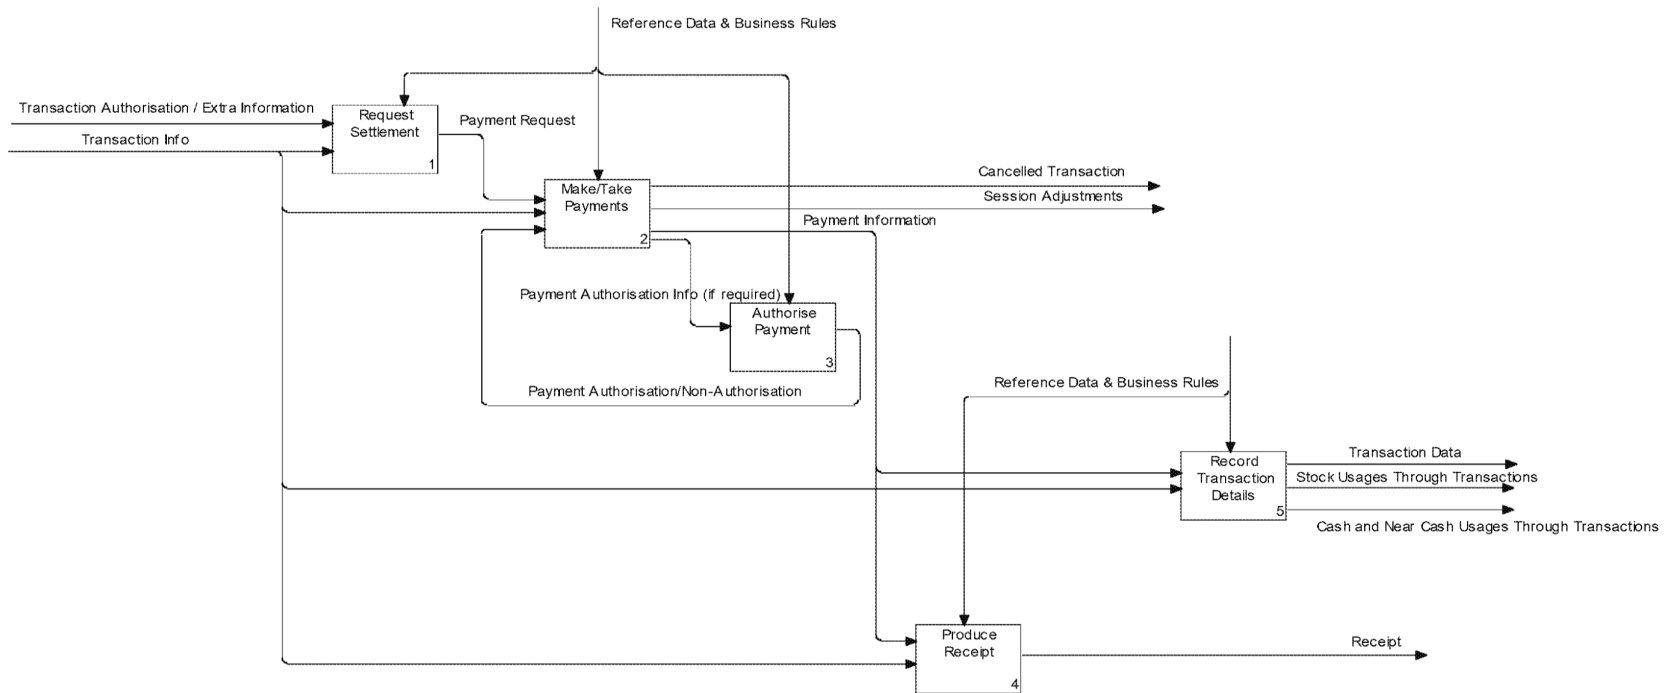 Reference Data & Business Rules
Transaction Authorisation / Extra Information
Request
Settlement
1
Payment Request
Transaction Info
Cancelled Transaction
Make/Take
Payments
2
Session Adjustments
Payment Information
Payment Authorisation Info (if required)
Authorise
Payment
3
Payment Authorisation/Non-Authorisation
Reference Data & Business Rules
Record
Transaction
Details
5
Transaction Data
Stock Usages Through Transactions
Cash and Near Cash Usages Through Transactions
Produce
Receipt
4
Receipt